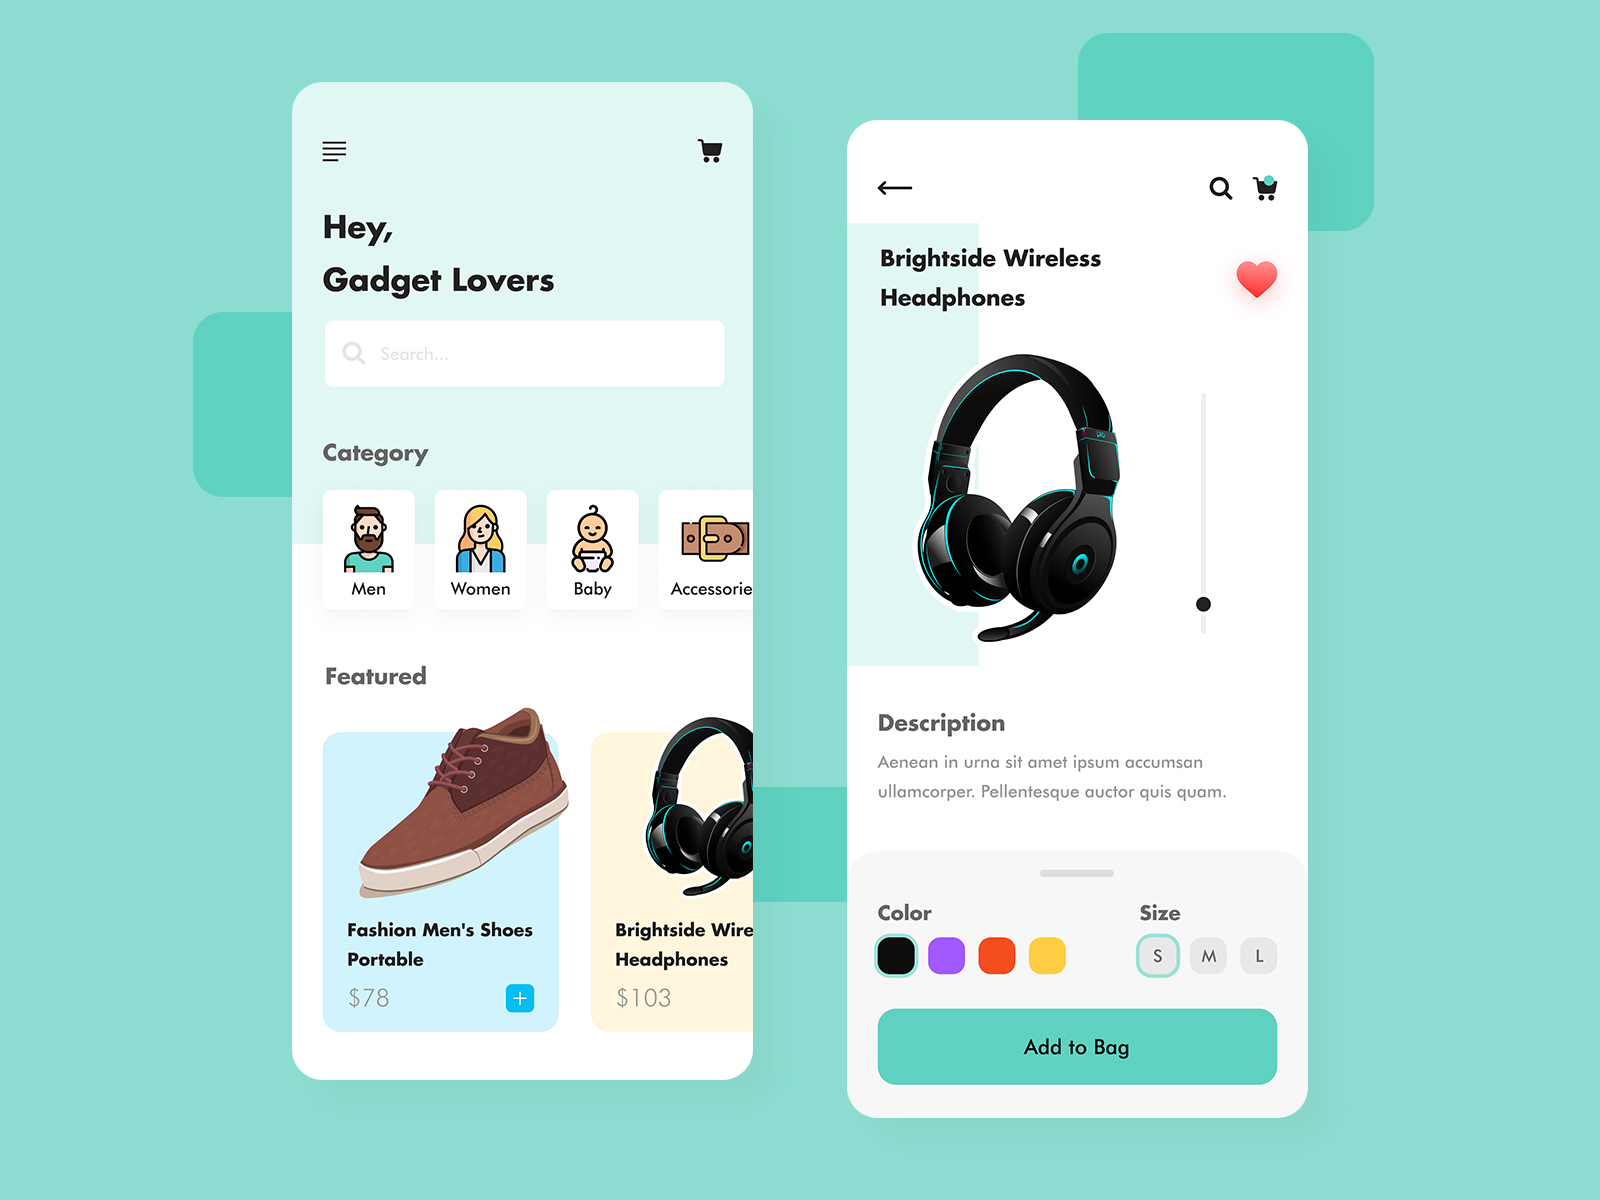 Hey,
Gadget Lovers
Search...
Category
Men
Women
Baby
Accessorie
Featured
Fashion Men's Shoes
Portable
$78
Brightside Wire
Headphones
$103
Brightside Wireless
Headphones
Description
Aenean in urna sit amet ipsum accumsan
ullamcorper. Pellentesque auctor quis quam.
Color
Size
S M L
Add to Bag